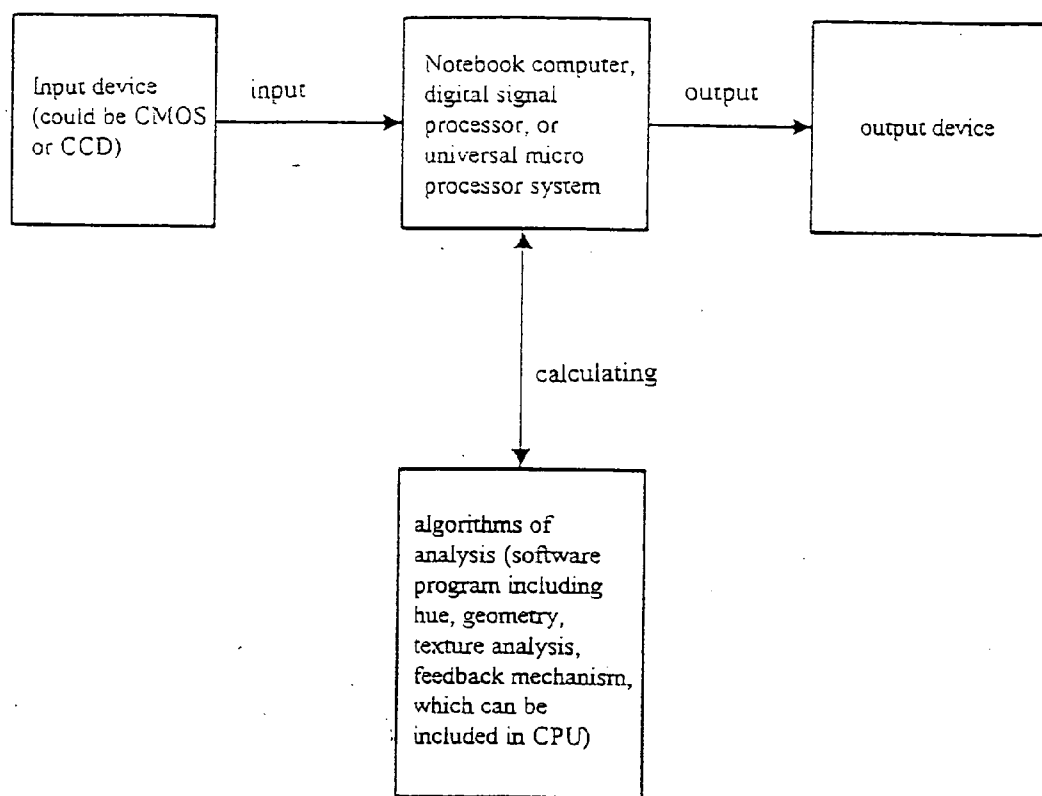 Input device
(could be CMOS
or CCD)
input
Notebook computer,
digital signal
processor, or
universal micro
processor system
output
output device
calculating
algorithms of
analysis (software
program including
hue, geometry,
texture analysis,
feedback mechanism,
which can be
included in CPU)